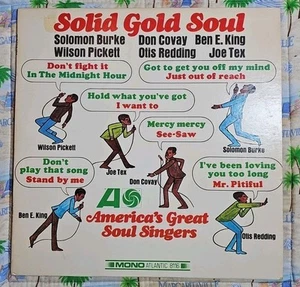 Solid Gold Soul
Solomon Burke Don Covay Ben E. King
Wilson Pickett Otis Redding Joe Tex
Don't fight it
In The Midnight Hour
Got to get you off my mind
Just out of reach
Hold what you've got
I want to
Mercy mercy
See-Saw
Wilson Pickett
Joe Tex
Solomon Burke
Don't
play that song
Stand by me
I've been loving
you too long
Mr. Pitiful
Don Covay
Ben E. King
America's Great
Soul Singers
Otis Redding
MONO ATLANTIC 8116